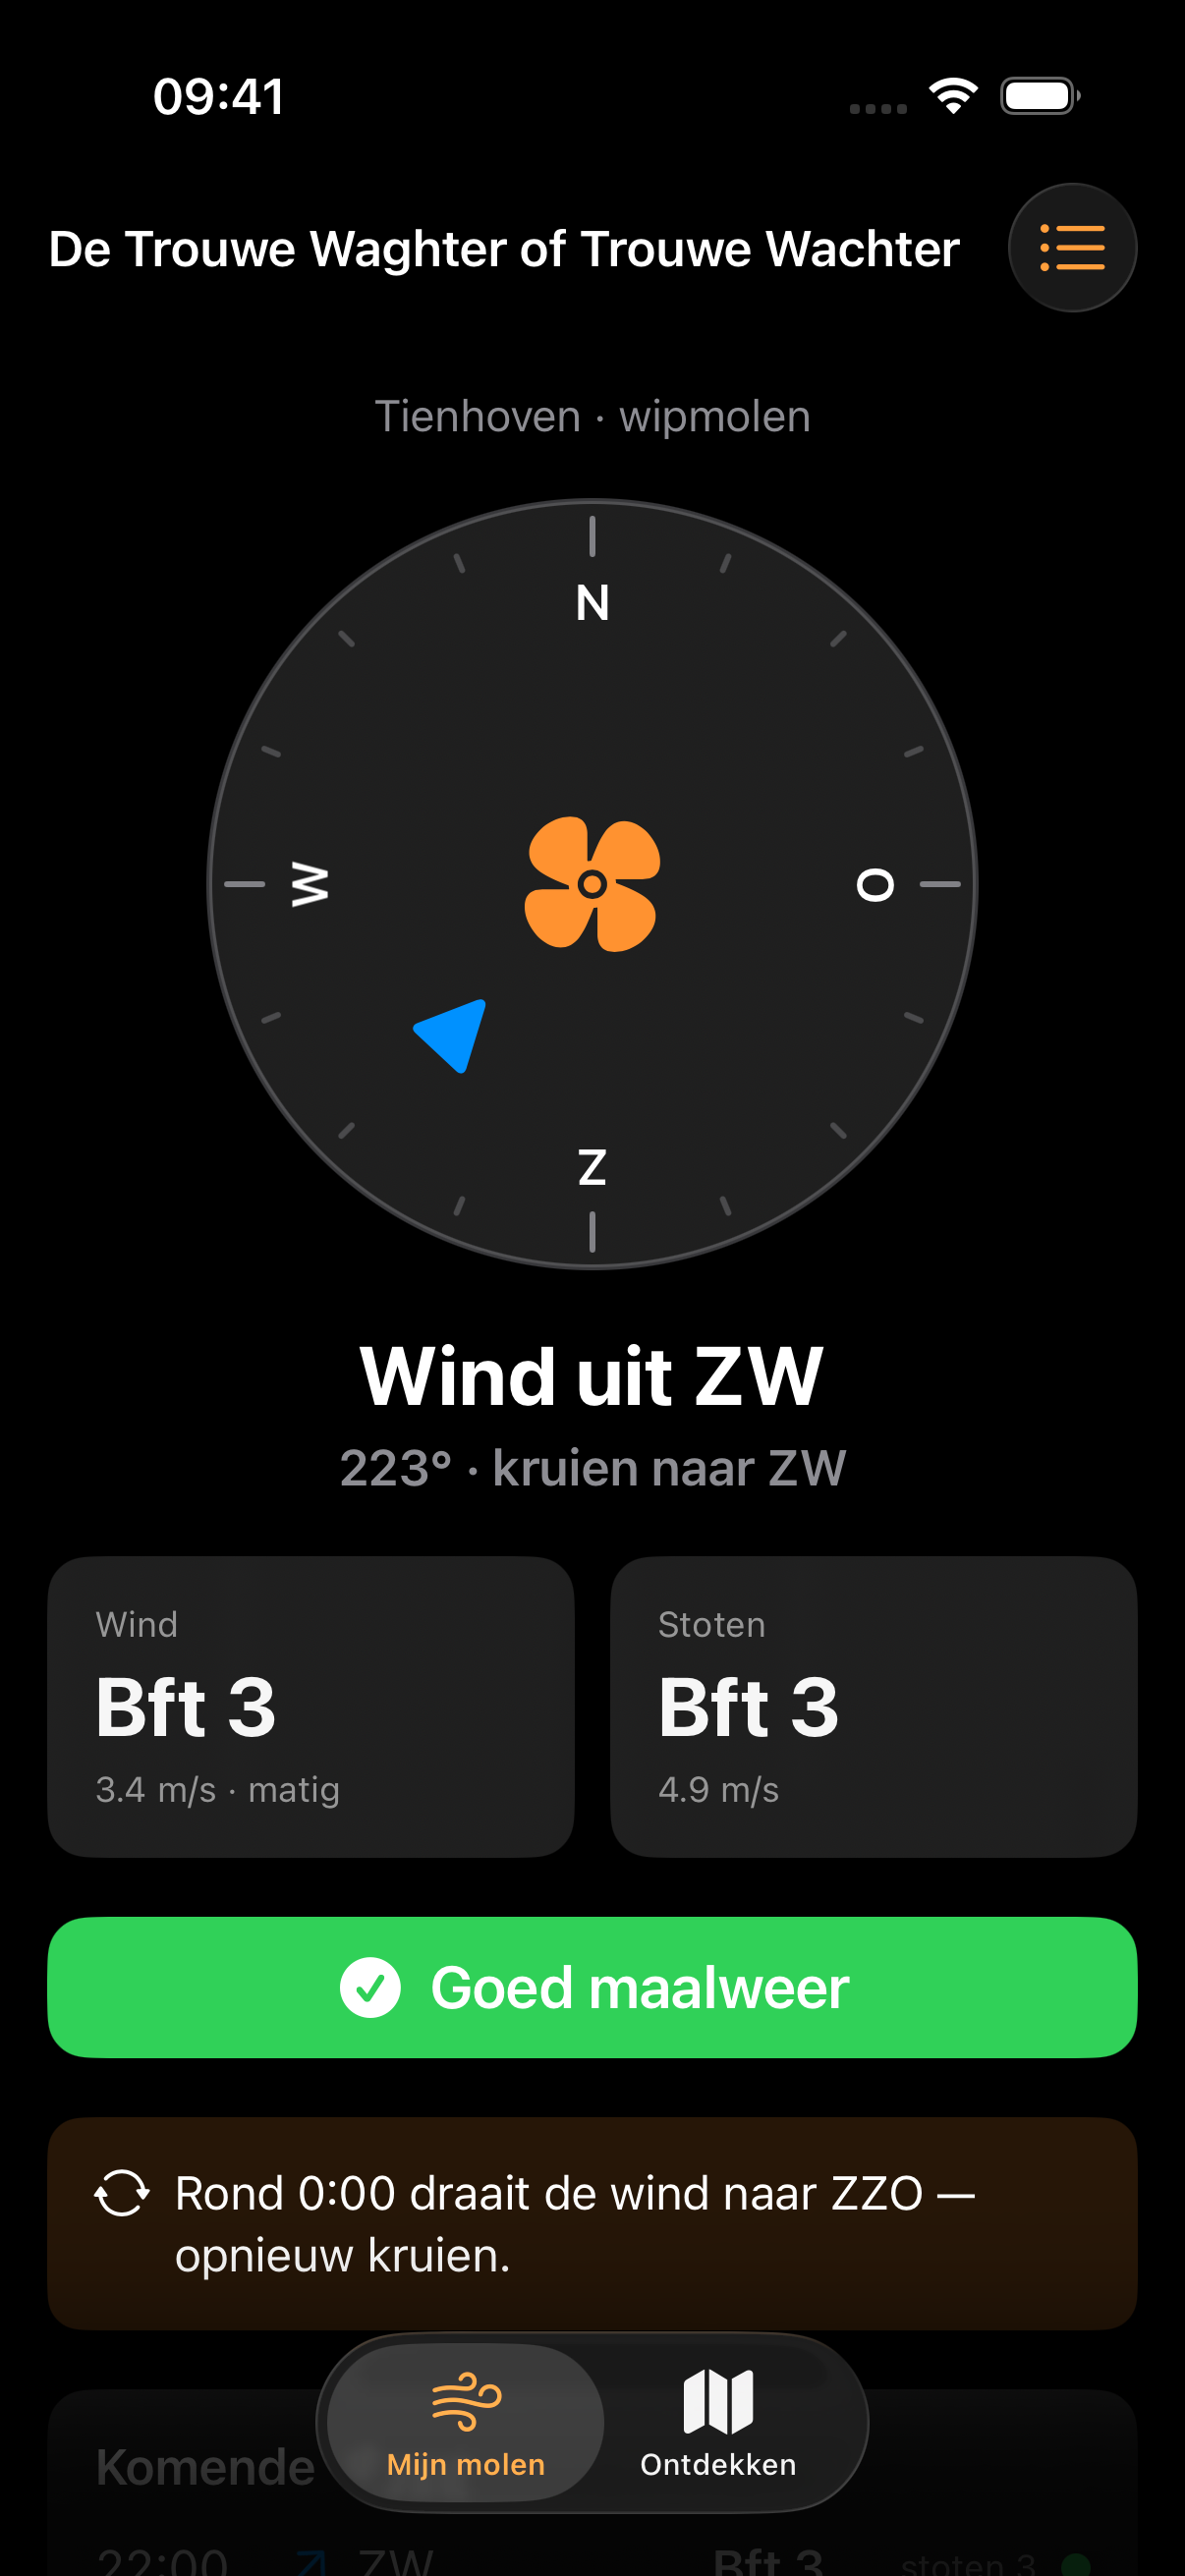 09:41
De Trouwe Waghter of Trouwe Wachter
Tienhoven · wipmolen
N
W
O
Z
Wind uit ZW
223° · kruien naar ZW
Wind
Bft 3
3.4 m/s · matig
Stoten
Bft 3
4.9 m/s
Goed maalweer
Rond 0:00 draait de wind naar ZZO —
opnieuw kruien.
Komende
Mijn molen
Ontdekken
22:00 ZW Bft 3 stoten 3